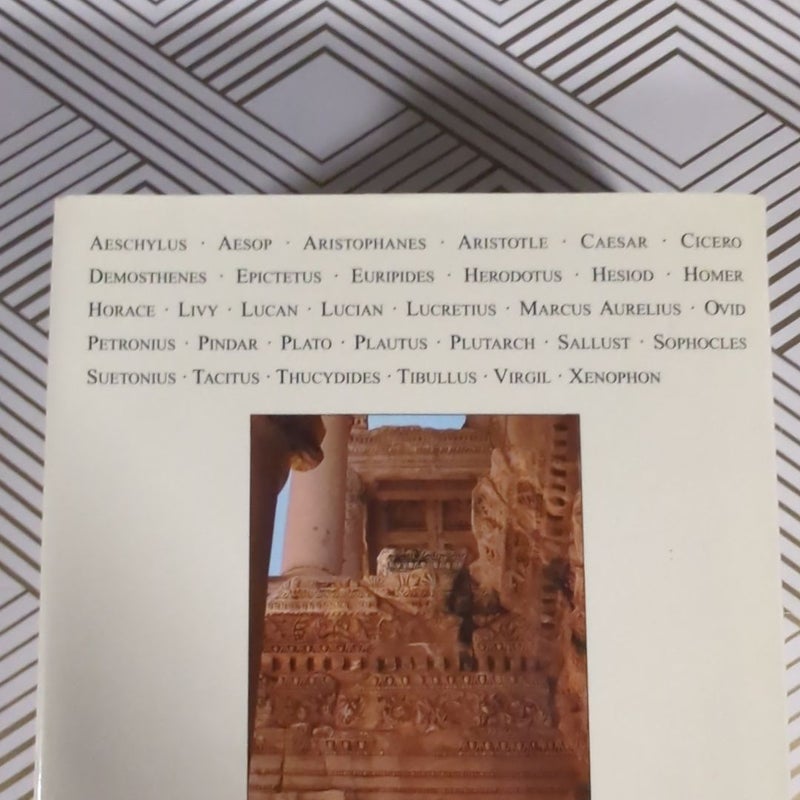 AESCHYLUS · AESOP · ARISTOPHANES · ARISTOTLE · CAESAR · CICERO
DEMOSTHENES · EPICTETUS · EURIPIDES · HERODOTUS · HESIOD · HOMER
HORACE · LIVY · LUCAN · LUCIAN · LUCRETIUS · MARCUS AURELIUS · OVID
PETRONIUS · PINDAR · PLATO · PLAUTUS · PLUTARCH · SALLUST · SOPHOCLES
SUETONIUS · TACITUS · THUCYDIDES · TIBULLUS · VIRGIL · XENOPHON